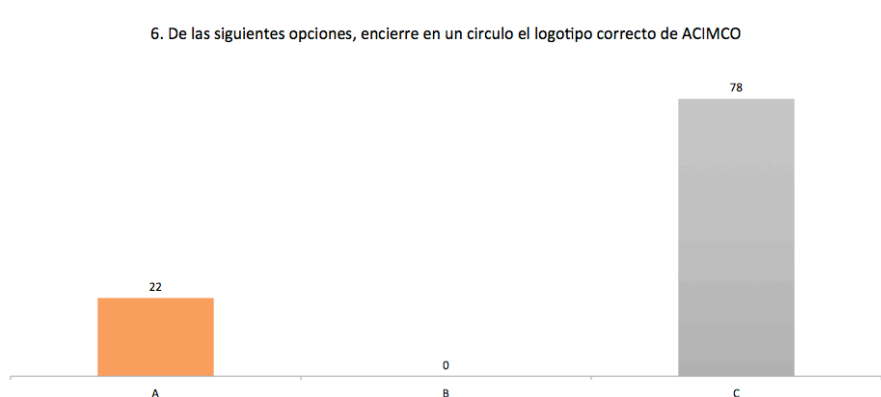 6. De las siguientes opciones, encierre en un circulo el logotipo correcto de ACIMCO
78
22
0
A
B
C